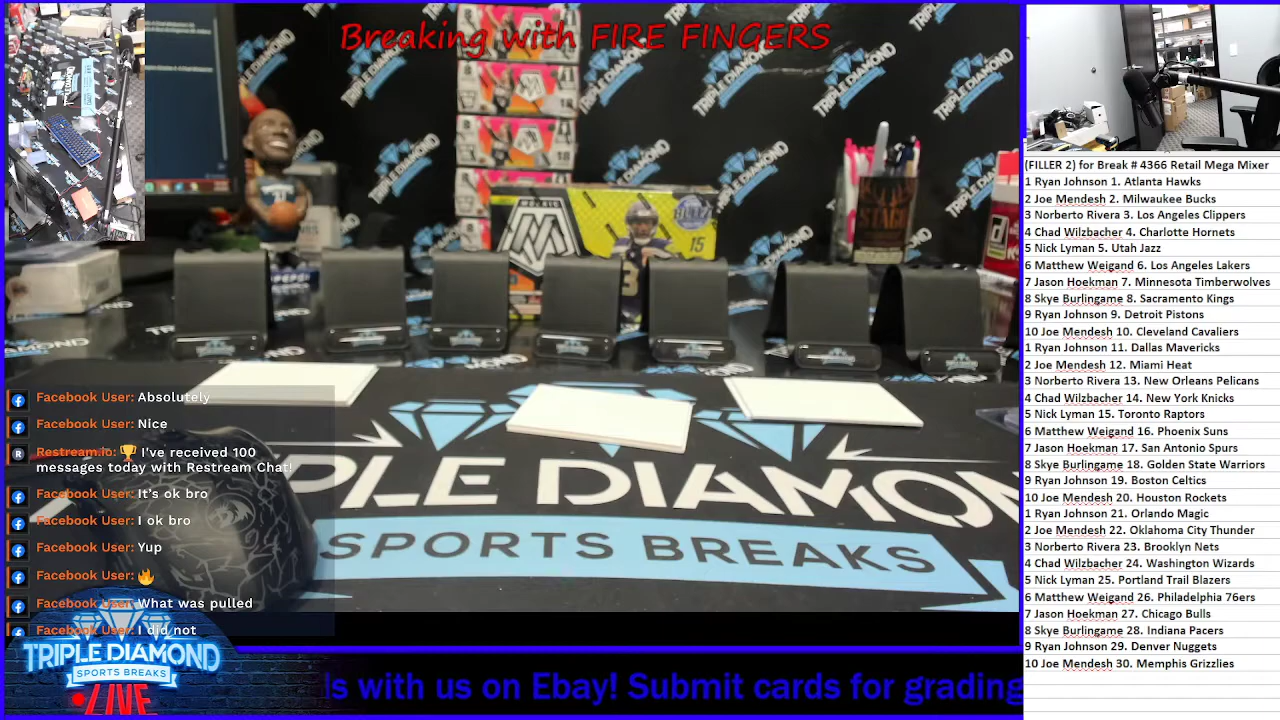 Breaking with FIRE FINGERS
TRIPLE DIAMOND
SPORTS BREAKS
MOSAIC
HULK
15
STAGE
PEPSI
Facebook User: Absolutely
Facebook User: Nice
Restream.io: 🏆 I've received 100
messages today with Restream Chat!
Facebook User: It's ok bro
Facebook User: I ok bro
Facebook User: Yup
Facebook User: 🔥
Facebook User: What was pulled
Facebook User: I did not
PLE DIAMON
SPORTS BREAKS
TRIPLE DIAMOND
SPORTS BREAKS
LIVE
ls with us on Ebay! Submit cards for grading
(FILLER 2) for Break # 4366 Retail Mega Mixer
1 Ryan Johnson 1. Atlanta Hawks
2 Joe Mendesh 2. Milwaukee Bucks
3 Norberto Rivera 3. Los Angeles Clippers
4 Chad Wilzbacher 4. Charlotte Hornets
5 Nick Lyman 5. Utah Jazz
6 Matthew Weigand 6. Los Angeles Lakers
7 Jason Hoekman 7. Minnesota Timberwolves
8 Skye Burlingame 8. Sacramento Kings
9 Ryan Johnson 9. Detroit Pistons
10 Joe Mendesh 10. Cleveland Cavaliers
1 Ryan Johnson 11. Dallas Mavericks
2 Joe Mendesh 12. Miami Heat
3 Norberto Rivera 13. New Orleans Pelicans
4 Chad Wilzbacher 14. New York Knicks
5 Nick Lyman 15. Toronto Raptors
6 Matthew Weigand 16. Phoenix Suns
7 Jason Hoekman 17. San Antonio Spurs
8 Skye Burlingame 18. Golden State Warriors
9 Ryan Johnson 19. Boston Celtics
10 Joe Mendesh 20. Houston Rockets
1 Ryan Johnson 21. Orlando Magic
2 Joe Mendesh 22. Oklahoma City Thunder
3 Norberto Rivera 23. Brooklyn Nets
4 Chad Wilzbacher 24. Washington Wizards
5 Nick Lyman 25. Portland Trail Blazers
6 Matthew Weigand 26. Philadelphia 76ers
7 Jason Hoekman 27. Chicago Bulls
8 Skye Burlingame 28. Indiana Pacers
9 Ryan Johnson 29. Denver Nuggets
10 Joe Mendesh 30. Memphis Grizzlies